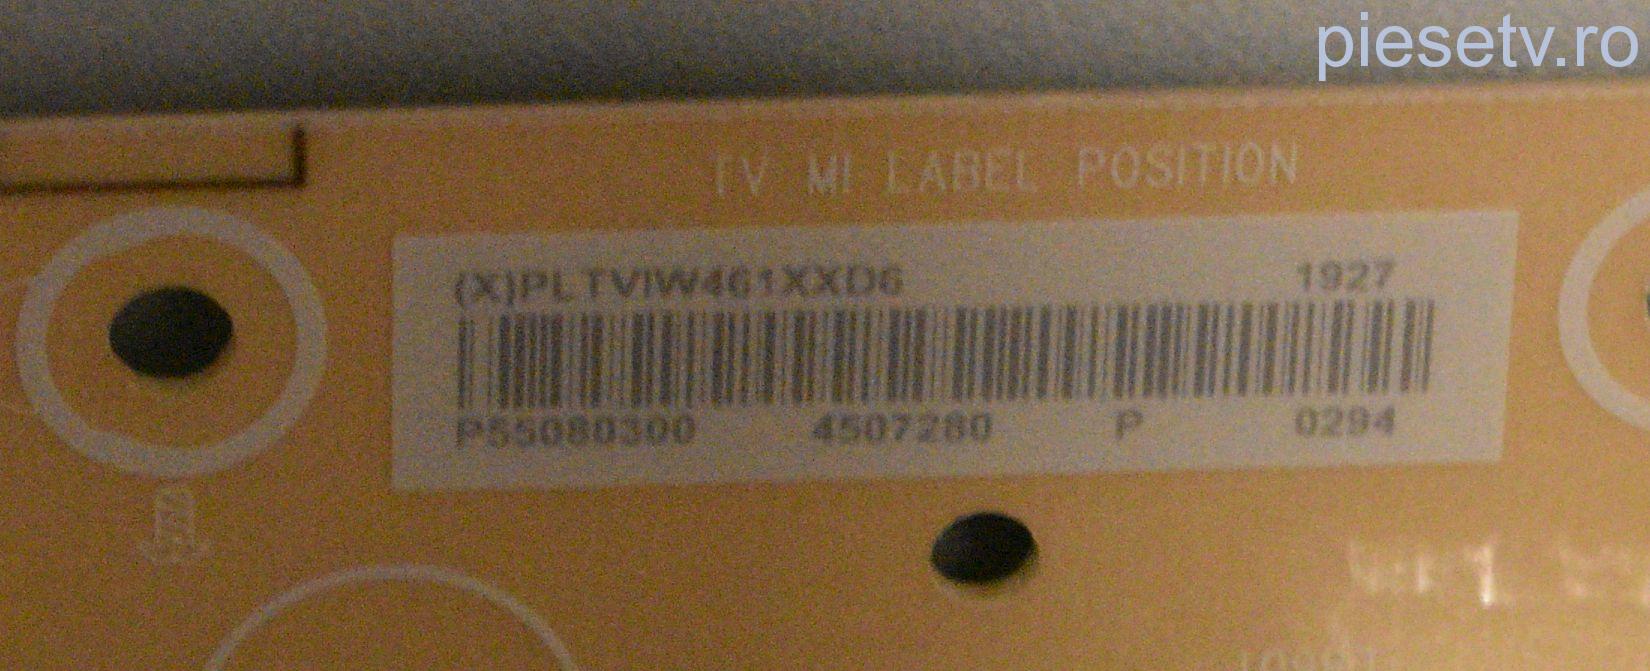 piesetv.ro
TV MI LABEL POSITION
(X)PLTVIW461XXD6 1927
P55080300 4507280 P 0294